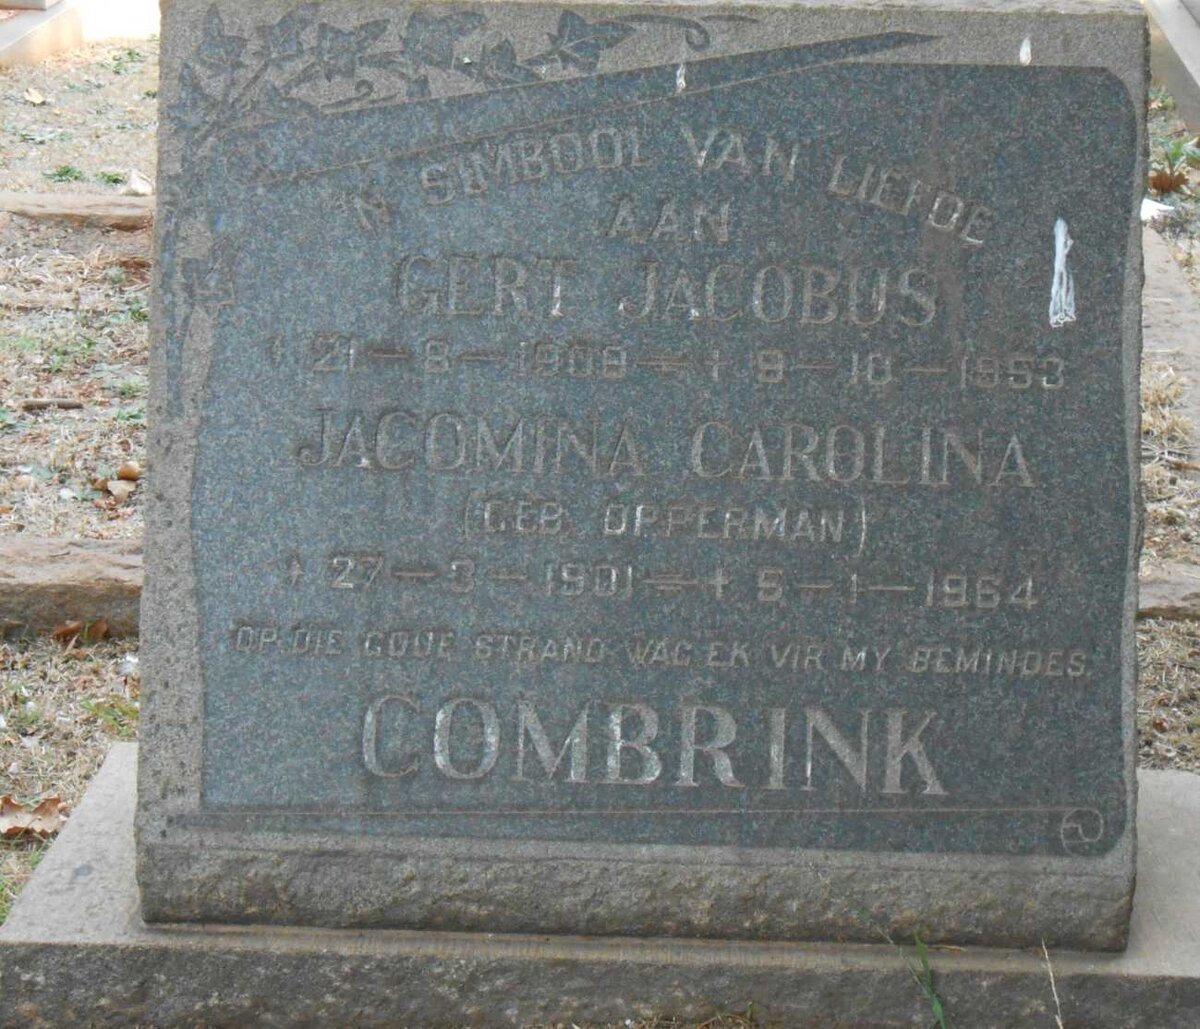 'N SIMBOOL VAN LIEFDE
AAN
GERT JACOBUS
* 21-8-1908 = † 8-10-1953
JACOMINA CAROLINA
(GEB. OPPERMAN)
* 27-3-1901 = † 5-1-1964
OP DIE GOUE STRAND WAG EK VIR MY BEMINDES.
COMBRINK